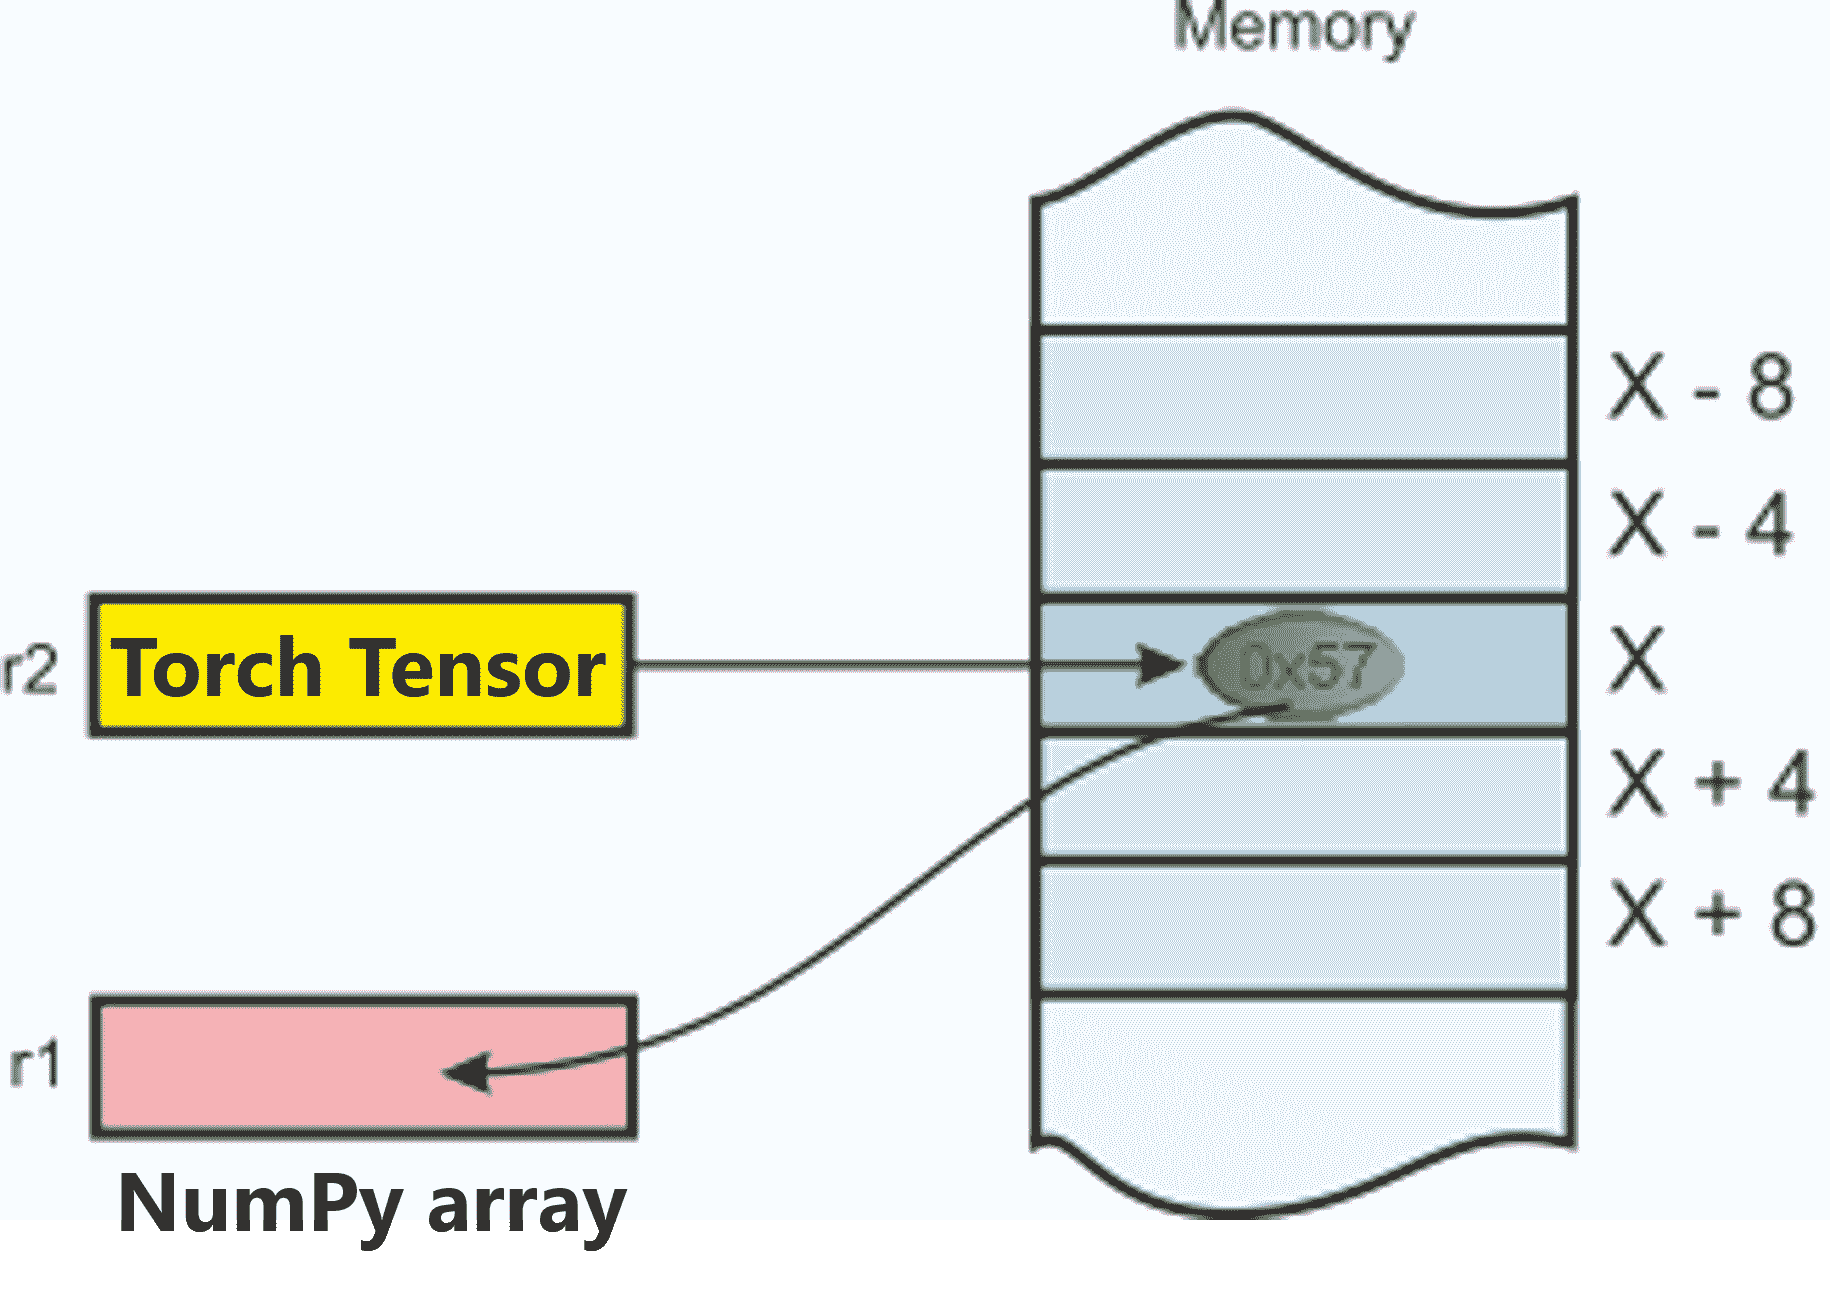 Memory
X - 8
X - 4
r2 Torch Tensor 0x57 X
X + 4
X + 8
r1
NumPy array